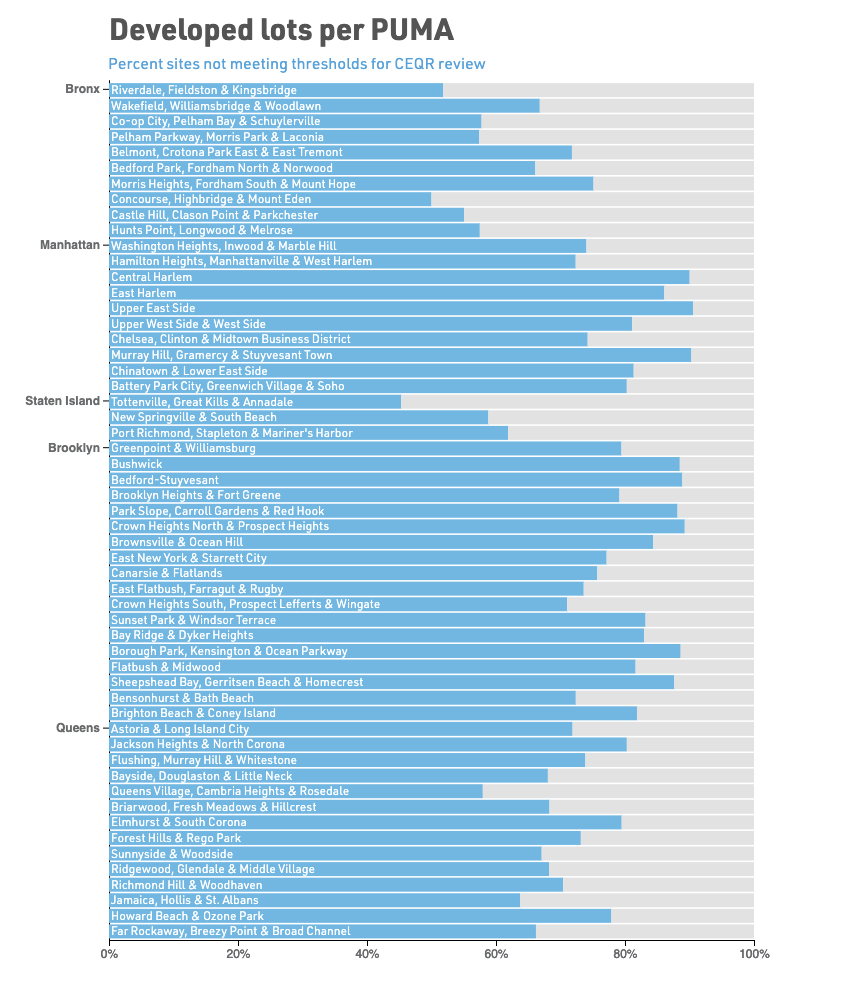 Developed lots per PUMA
Percent sites not meeting thresholds for CEQR review
Bronx
Riverdale, Fieldston & Kingsbridge
Wakefield, Williamsbridge & Woodlawn
Co-op City, Pelham Bay & Schuylerville
Pelham Parkway, Morris Park & Laconia
Belmont, Crotona Park East & East Tremont
Bedford Park, Fordham North & Norwood
Morris Heights, Fordham South & Mount Hope
Concourse, Highbridge & Mount Eden
Castle Hill, Clason Point & Parkchester
Hunts Point, Longwood & Melrose
Manhattan
Washington Heights, Inwood & Marble Hill
Hamilton Heights, Manhattanville & West Harlem
Central Harlem
East Harlem
Upper East Side
Upper West Side & West Side
Chelsea, Clinton & Midtown Business District
Murray Hill, Gramercy & Stuyvesant Town
Chinatown & Lower East Side
Battery Park City, Greenwich Village & Soho
Staten Island
Tottenville, Great Kills & Annadale
New Springville & South Beach
Port Richmond, Stapleton & Mariner's Harbor
Brooklyn
Greenpoint & Williamsburg
Bushwick
Bedford-Stuyvesant
Brooklyn Heights & Fort Greene
Park Slope, Carroll Gardens & Red Hook
Crown Heights North & Prospect Heights
Brownsville & Ocean Hill
East New York & Starrett City
Canarsie & Flatlands
East Flatbush, Farragut & Rugby
Crown Heights South, Prospect Lefferts & Wingate
Sunset Park & Windsor Terrace
Bay Ridge & Dyker Heights
Borough Park, Kensington & Ocean Parkway
Flatbush & Midwood
Sheepshead Bay, Gerritsen Beach & Homecrest
Bensonhurst & Bath Beach
Brighton Beach & Coney Island
Queens
Astoria & Long Island City
Jackson Heights & North Corona
Flushing, Murray Hill & Whitestone
Bayside, Douglaston & Little Neck
Queens Village, Cambria Heights & Rosedale
Briarwood, Fresh Meadows & Hillcrest
Elmhurst & South Corona
Forest Hills & Rego Park
Sunnyside & Woodside
Ridgewood, Glendale & Middle Village
Richmond Hill & Woodhaven
Jamaica, Hollis & St. Albans
Howard Beach & Ozone Park
Far Rockaway, Breezy Point & Broad Channel
0% 20% 40% 60% 80% 100%